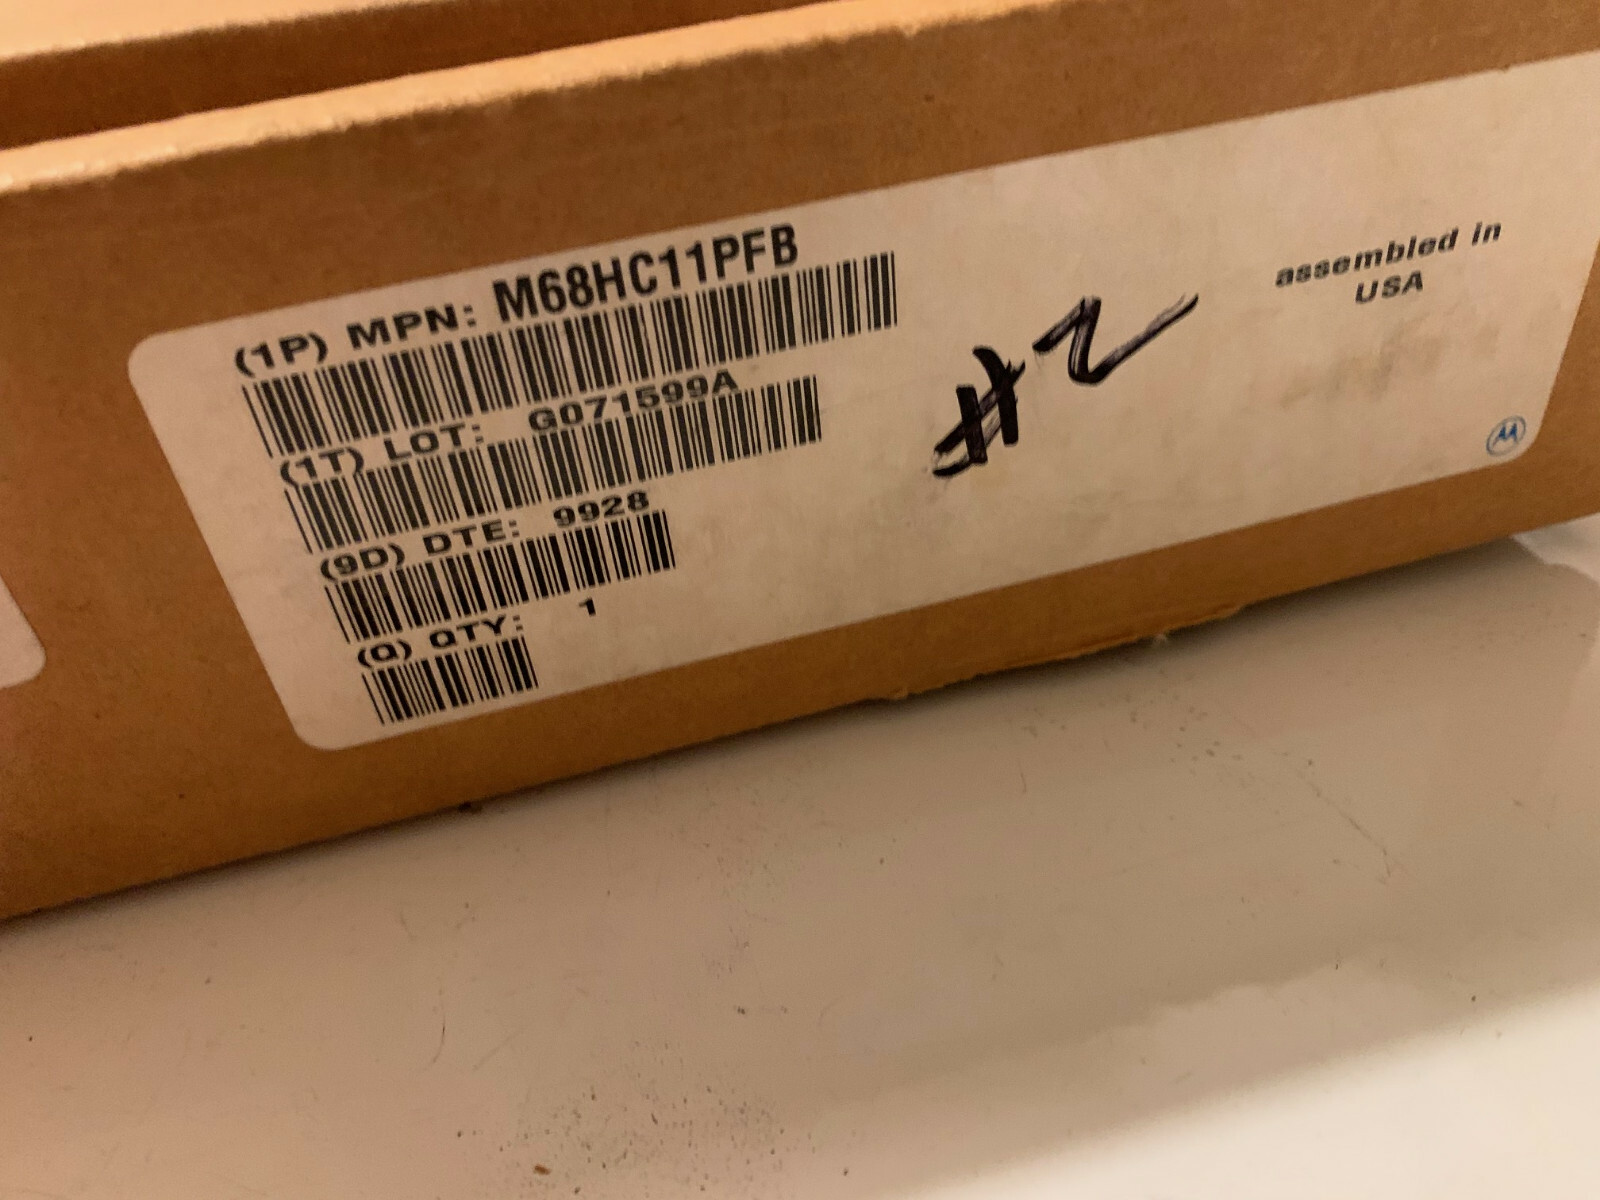 (1P) MPN: M68HC11PFB
(1T) LOT: G071599A
(9D) DTE: 9928
(Q) QTY: 1
#2
assembled in
USA